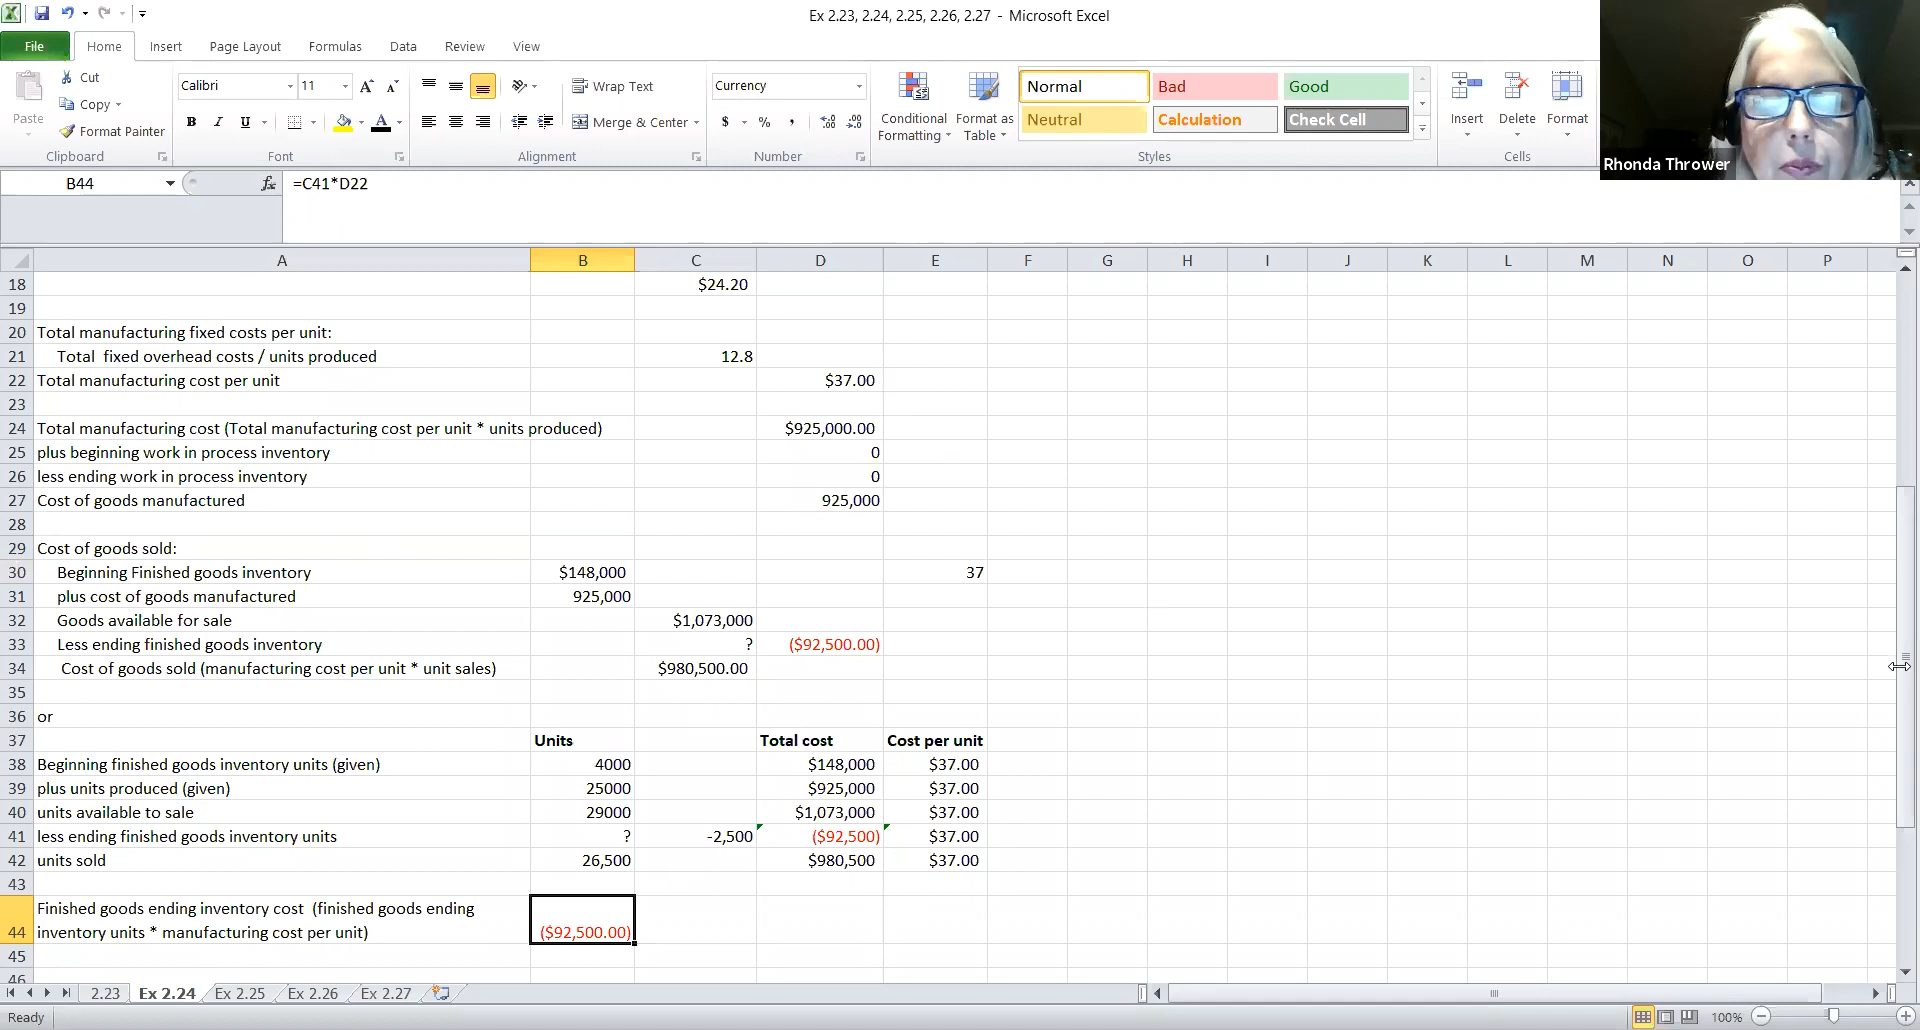 Ex 2.23, 2.24, 2.25, 2.26, 2.27 - Microsoft Excel
File Home Insert Page Layout Formulas Data Review View
Paste Cut Copy Format Painter Clipboard
Calibri 11 B I U Font
Wrap Text Merge & Center Alignment
Currency $ % , Number
Conditional Formatting Format as Table
Normal Bad Good
Neutral Calculation Check Cell
Styles
Insert Delete Format Cells
Rhonda Thrower
B44 fx =C41*D22
A B C D E F G H I J K L M N O P
18 $24.20
19
20 Total manufacturing fixed costs per unit:
21 Total fixed overhead costs / units produced 12.8
22 Total manufacturing cost per unit $37.00
23
24 Total manufacturing cost (Total manufacturing cost per unit * units produced) $925,000.00
25 plus beginning work in process inventory 0
26 less ending work in process inventory 0
27 Cost of goods manufactured 925,000
28
29 Cost of goods sold:
30 Beginning Finished goods inventory $148,000 37
31 plus cost of goods manufactured 925,000
32 Goods available for sale $1,073,000
33 Less ending finished goods inventory ? ($92,500.00)
34 Cost of goods sold (manufacturing cost per unit * unit sales) $980,500.00
35
36 or
37 Units Total cost Cost per unit
38 Beginning finished goods inventory units (given) 4000 $148,000 $37.00
39 plus units produced (given) 25000 $925,000 $37.00
40 units available to sale 29000 $1,073,000 $37.00
41 less ending finished goods inventory units ? -2,500 ($92,500) $37.00
42 units sold 26,500 $980,500 $37.00
43
Finished goods ending inventory cost (finished goods ending
44 inventory units * manufacturing cost per unit) ($92,500.00)
45
46
2.23 Ex 2.24 Ex 2.25 Ex 2.26 Ex 2.27
Ready 100%